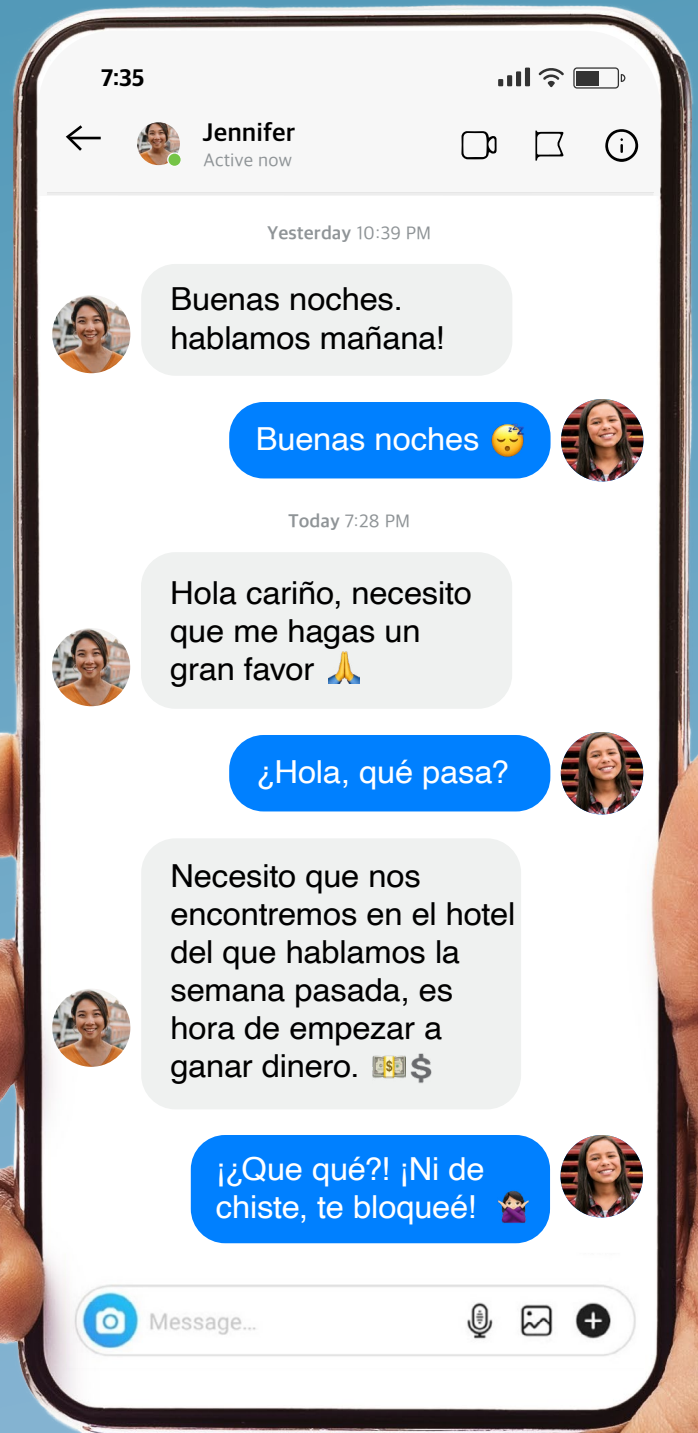 7:35
Jennifer
Active now
Yesterday 10:39 PM
Buenas noches.
hablamos mañana!
Buenas noches 😴
Today 7:28 PM
Hola cariño, necesito
que me hagas un
gran favor 🙏
¿Hola, qué pasa?
Necesito que nos
encontremos en el hotel
del que hablamos la
semana pasada, es
hora de empezar a
ganar dinero. 💵$
¡¿Que qué?! ¡Ni de
chiste, te bloqueé! 🤷🏻‍♀️
Message...